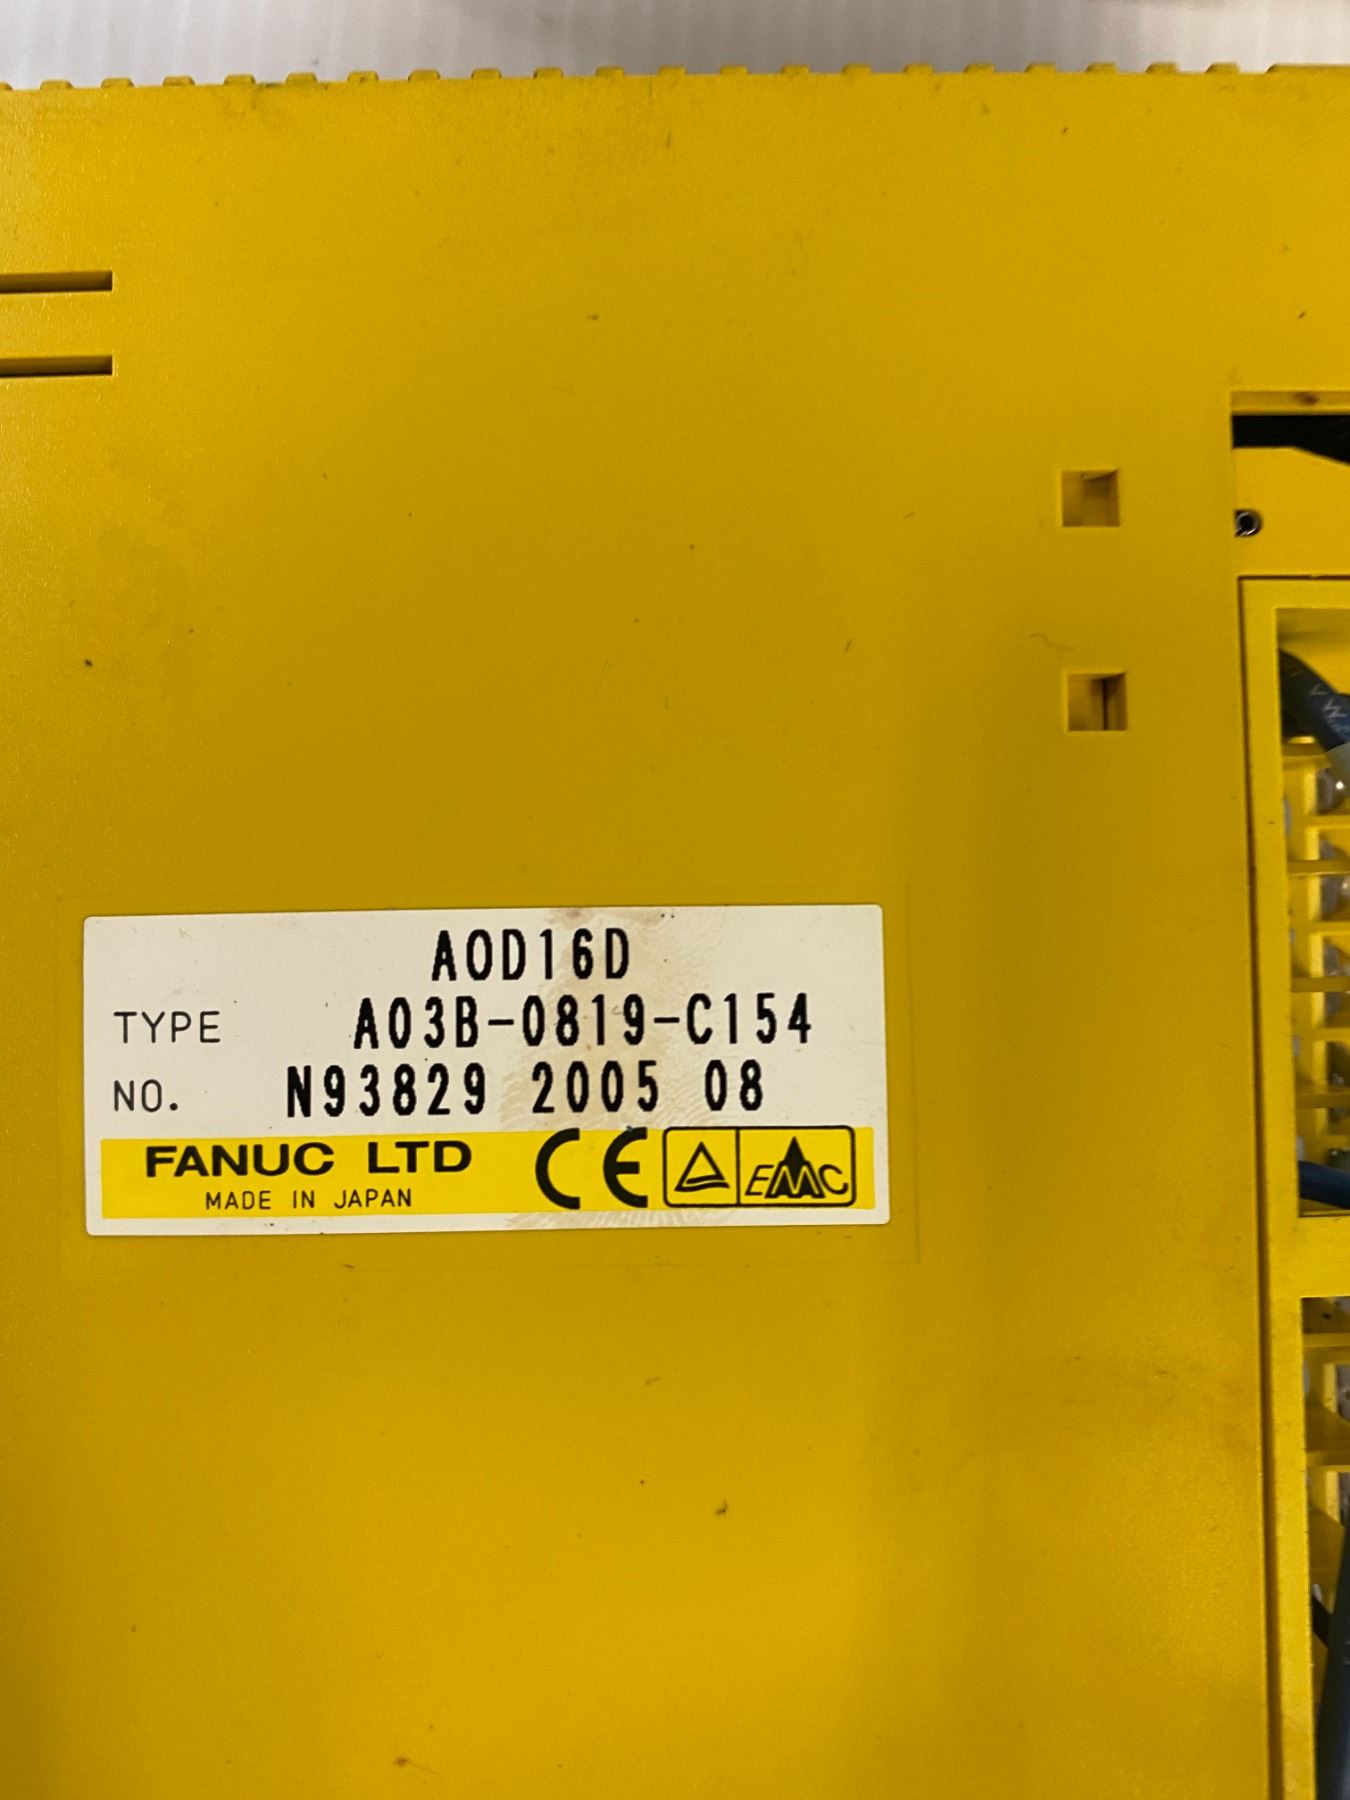 AOD16D
TYPE A03B-0819-C154
NO. N93829 2005 08
FANUC LTD
MADE IN JAPAN
CE
EMC